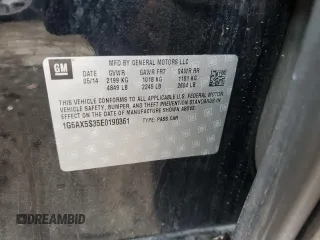 GM
MFD BY GENERAL MOTORS LLC
DATE GVWR GAWR FRT GAWR RR
05/14 2199 KG 1018 KG 1181 KG
4849 LB 2245 LB 2604 LB
THIS VEHICLE CONFORMS TO ALL APPLICABLE U.S.
FEDERAL MOTOR VEHICLE SAFETY, BUMPER, AND THEFT
PREVENTION STANDARDS IN EFFECT ON THE DATE OF
MANUFACTURE SHOWN ABOVE.
1G6AX5S35E0190361 TYPE: PASS CAR
DREAMBID